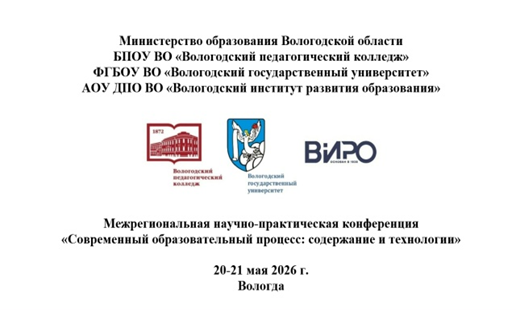 Министерство образования Вологодской области
БПОУ ВО «Вологодский педагогический колледж»
ФГБОУ ВО «Вологодский государственный университет»
АОУ ДПО ВО «Вологодский институт развития образования»
1872
Вологодский
педагогический
колледж
Вологодский
государственный
университет
ВИРО
Межрегиональная научно-практическая конференция
«Современный образовательный процесс: содержание и технологии»
20-21 мая 2026 г.
Вологда